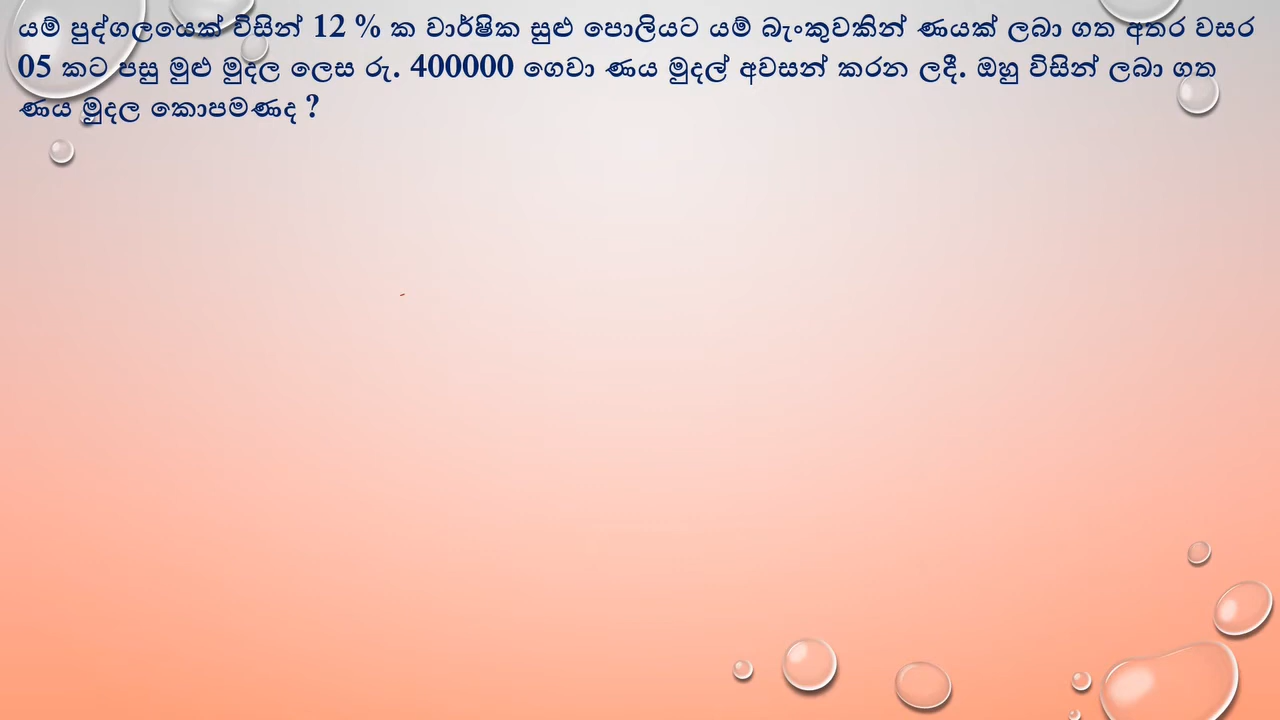 යම් පුද්ගලයෙක් විසින් 12 % ක වාර්ෂික සුළු පොලියට යම් බැංකුවකින් ණයක් ලබා ගත අතර වසර
05 කට පසු මුළු මුදල ලෙස රු. 400000 ගෙවා ණය මුදල් අවසන් කරන ලදී. ඔහු විසින් ලබා ගත
ණය මුදල කොපමණද ?